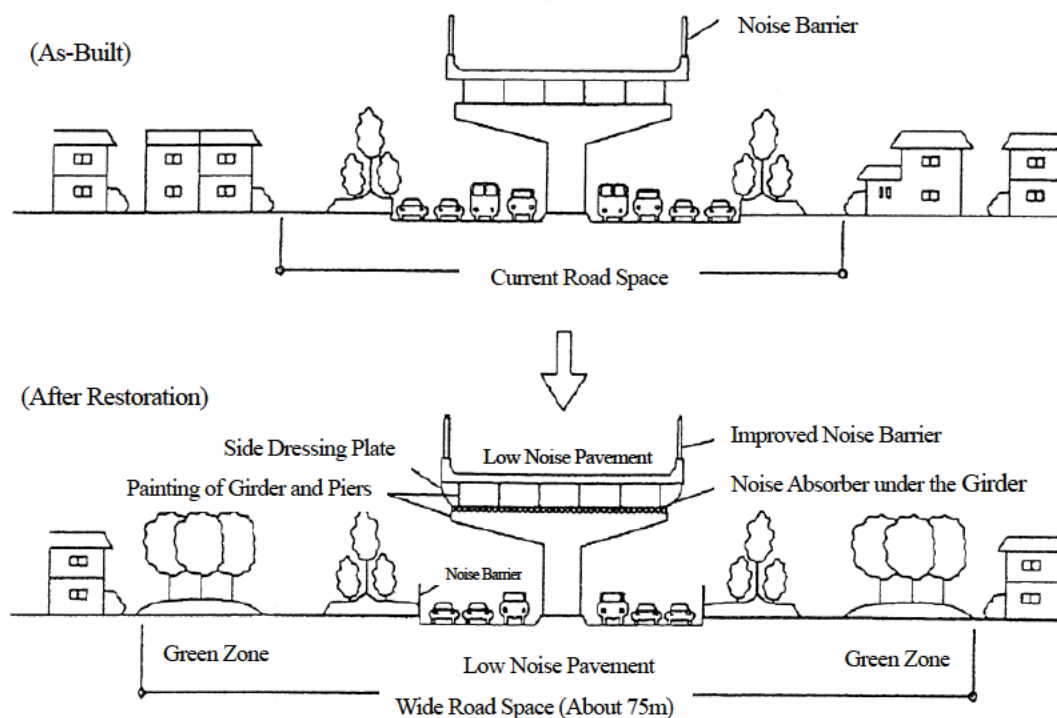 Noise Barrier
(As-Built)
Current Road Space
(After Restoration)
Side Dressing Plate
Low Noise Pavement
Improved Noise Barrier
Painting of Girder and Piers
Noise Absorber under the Girder
Noise Barrier
Green Zone
Low Noise Pavement
Green Zone
Wide Road Space (About 75m)